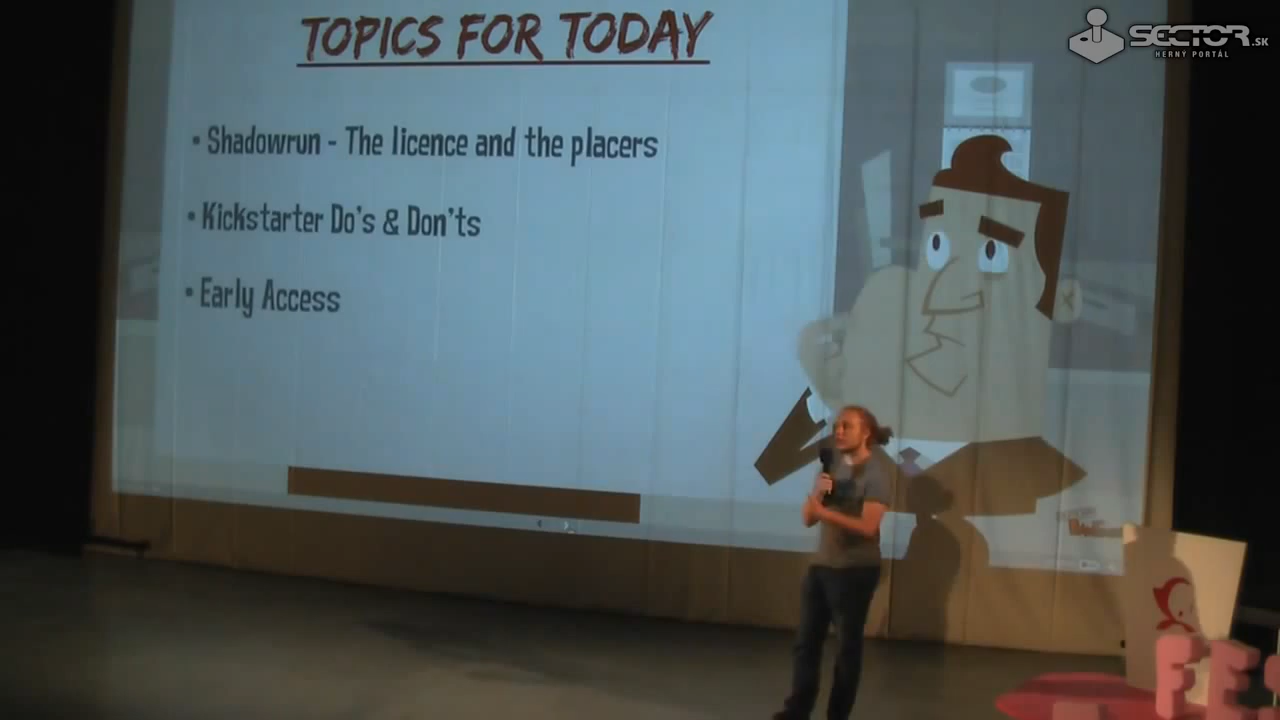 TOPICS FOR TODAY
SECTOR.SK
HERNÝ PORTÁL
• Shadowrun - The licence and the placers
• Kickstarter Do's & Don'ts
• Early Access
FES